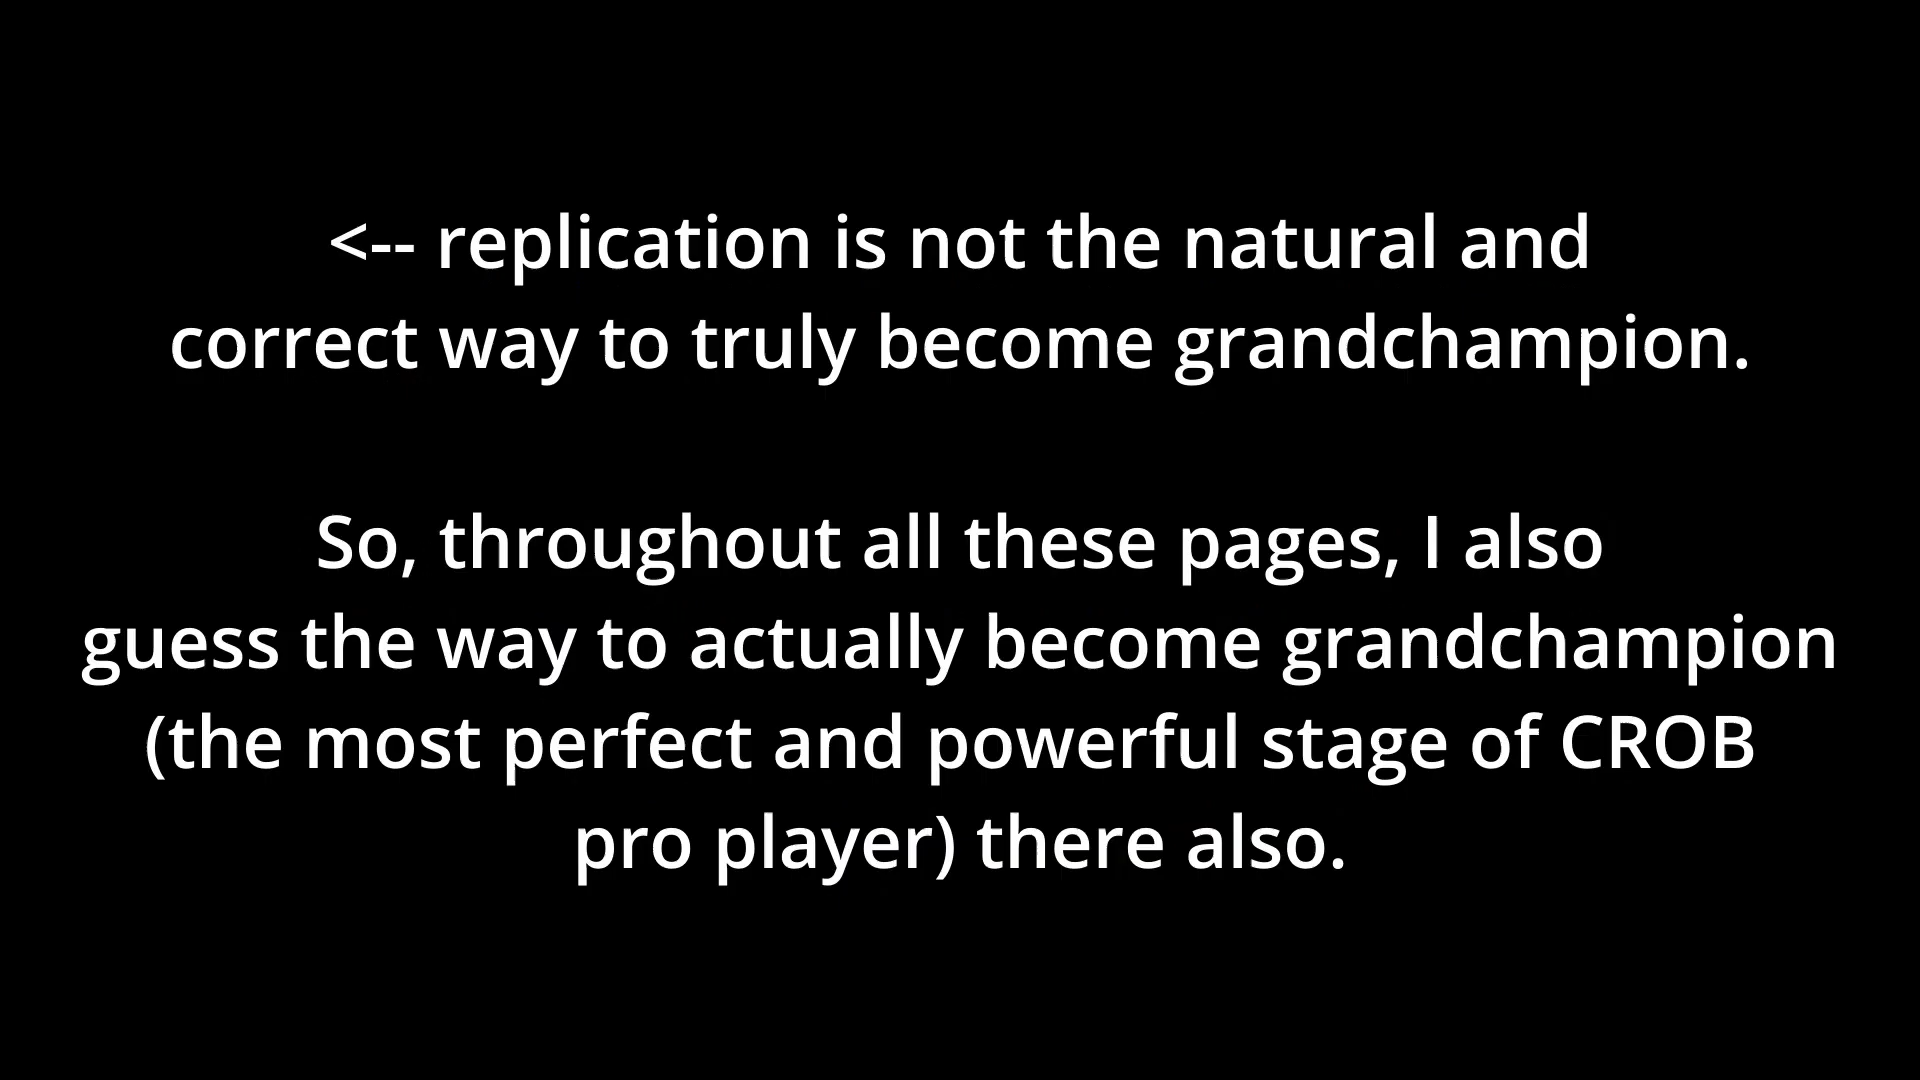 <-- replication is not the natural and
correct way to truly become grandchampion.
So, throughout all these pages, I also
guess the way to actually become grandchampion
(the most perfect and powerful stage of CROB
pro player) there also.